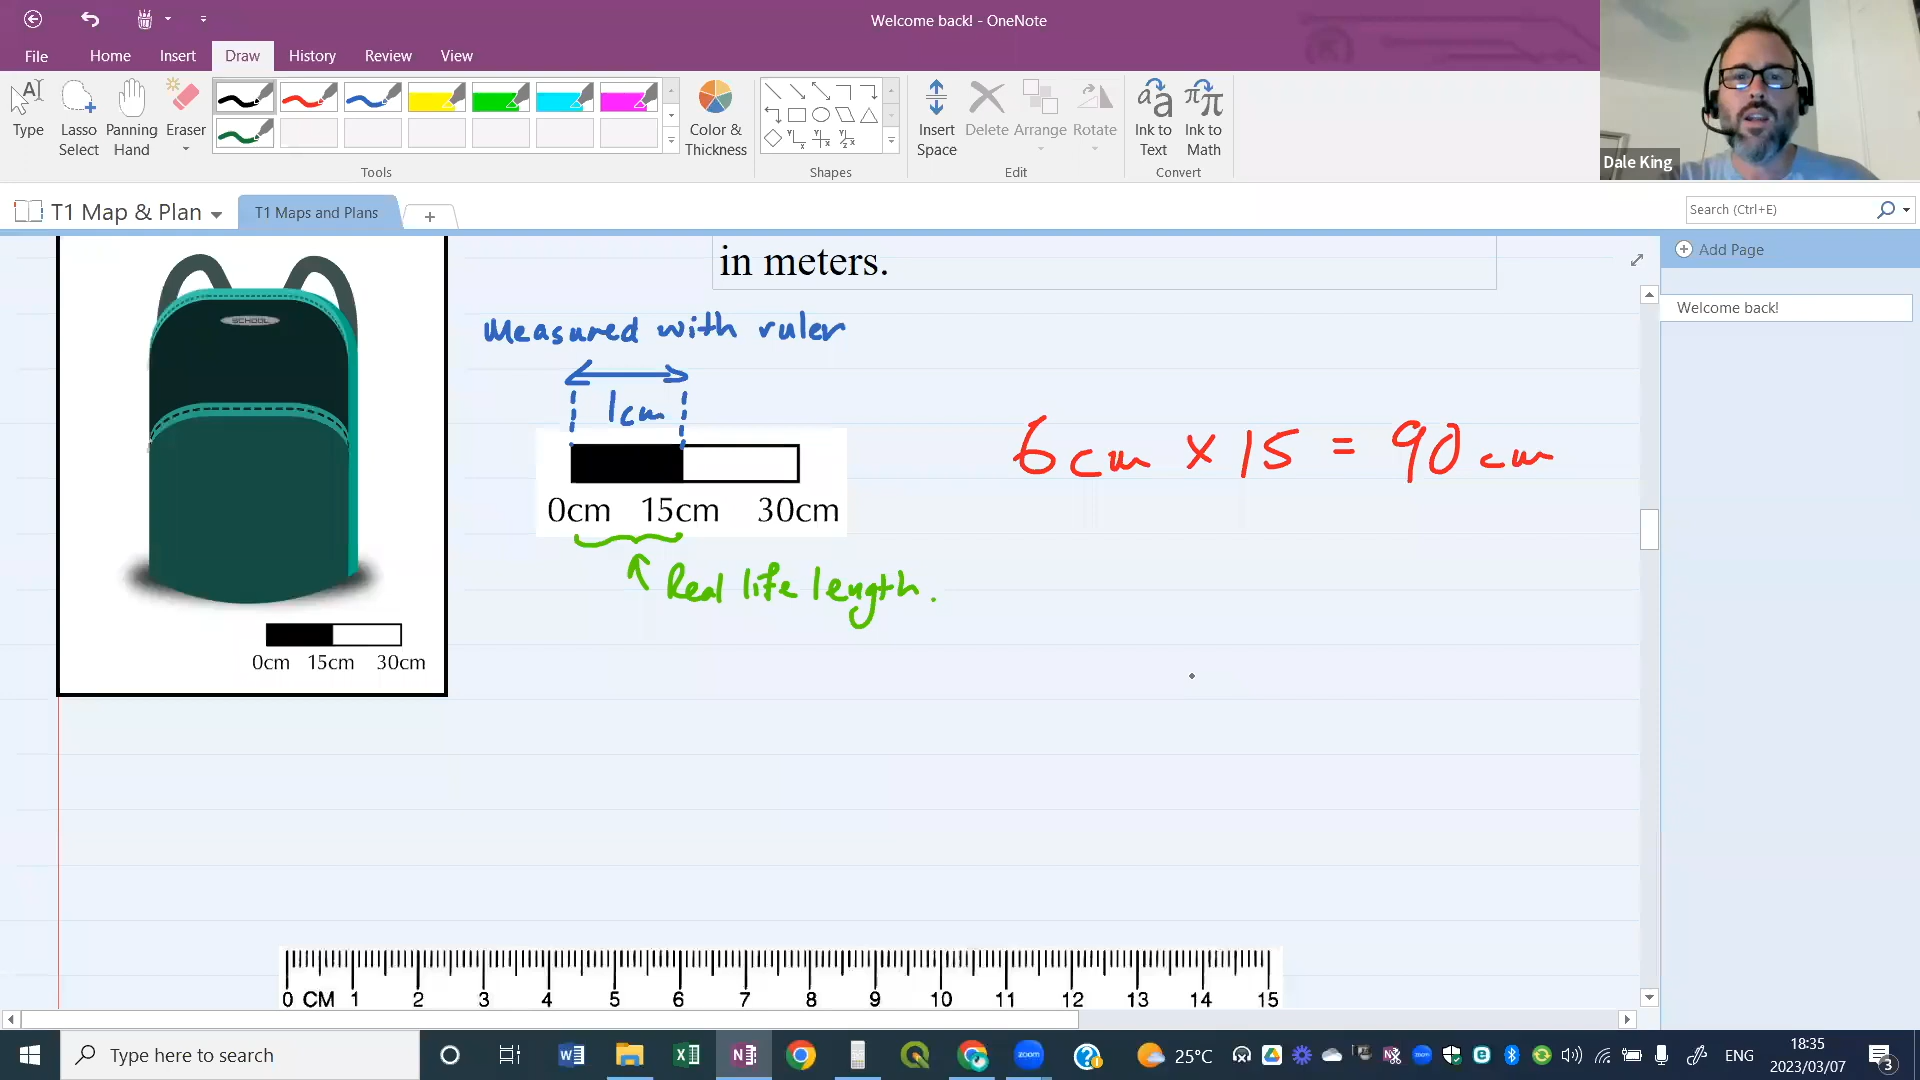 Welcome back! - OneNote
File Home Insert Draw History Review View
Type Lasso Select Panning Hand Eraser Color & Thickness Insert Space Delete Arrange Rotate Ink to Text Ink to Math
Tools Shapes Edit Convert
Dale King
T1 Map & Plan T1 Maps and Plans + Search (Ctrl+E)
Add Page
Welcome back!
in meters.
SCHOOL
Measured with ruler
1cm
0cm 15cm 30cm
Real life length.
6cm x 15 = 90 cm
0cm 15cm 30cm
0 CM 1 2 3 4 5 6 7 8 9 10 11 12 13 14 15
Type here to search
zoom
25°C
ENG
18:35
2023/03/07
3